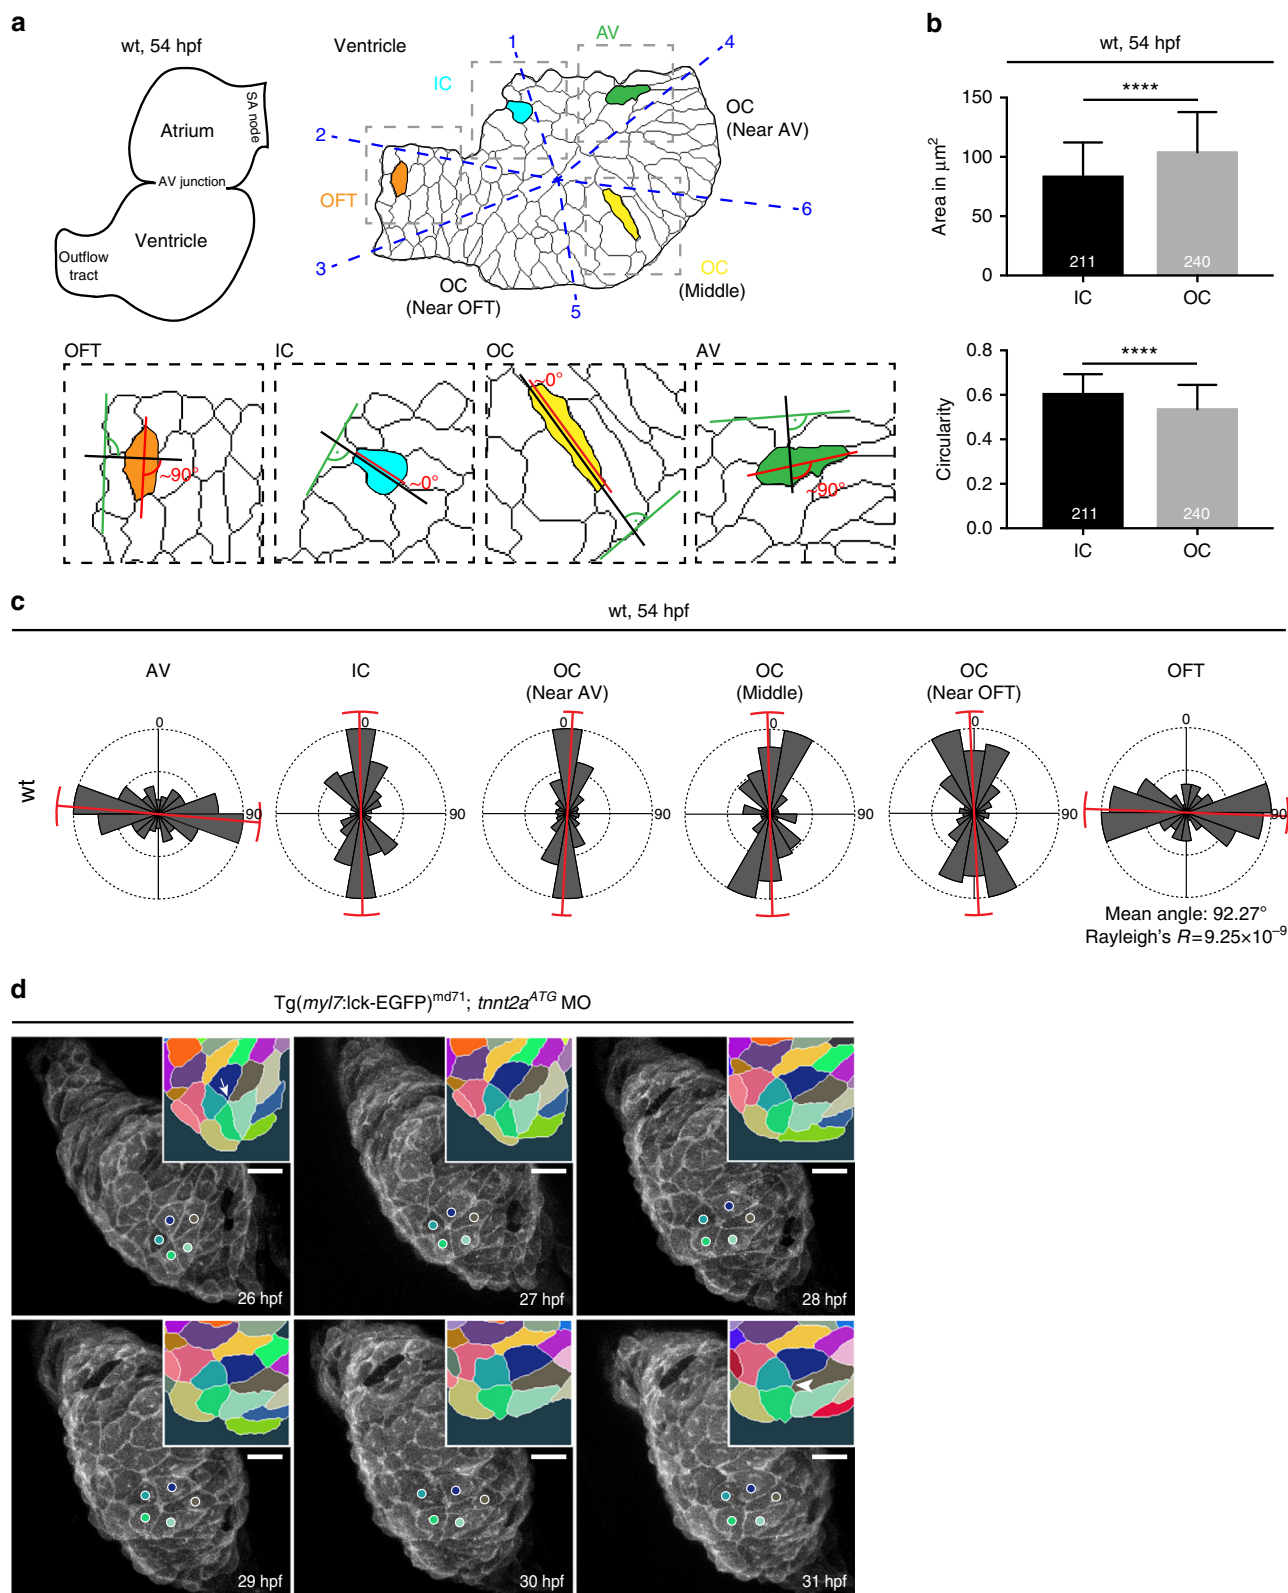 a
wt, 54 hpf
Atrium
SA node
AV junction
Ventricle
Outflow
tract
Ventricle
1
AV
4
IC
OC
(Near AV)
2
OFT
6
3
OC
(Near OFT)
OC
(Middle)
5
OFT
~90°
IC
~0°
OC
~0°
AV
~90°
b
wt, 54 hpf
Area in μm²
150
100
50
0
****
211
240
IC
OC
Circularity
0.8
0.6
0.4
0.2
0.0
****
211
240
IC
OC
c
wt, 54 hpf
wt
AV
0
90
IC
0
90
OC
(Near AV)
0
90
OC
(Middle)
0
90
OC
(Near OFT)
0
90
OFT
0
90
Mean angle: 92.27°
Rayleigh's R=9.25×10⁻⁹
d
Tg(myl7:lck-EGFP)ᵐᵈ⁷¹; tnnt2aᴬᵀᴳ MO
26 hpf
27 hpf
28 hpf
29 hpf
30 hpf
31 hpf